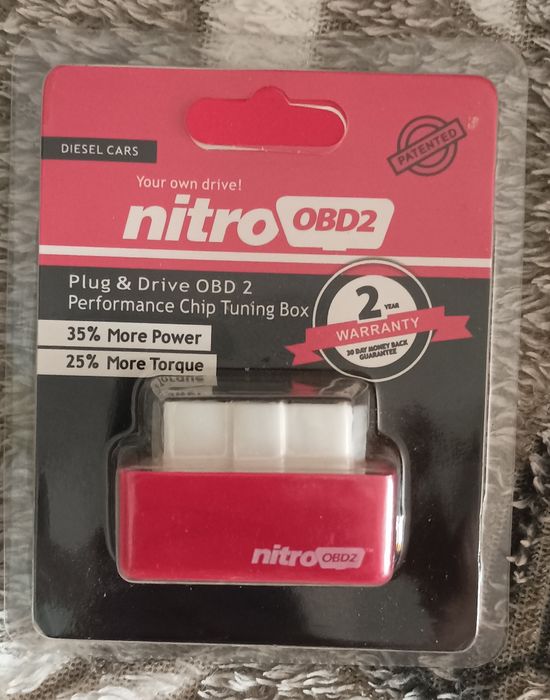 DIESEL CARS
PATENTED
Your own drive!
nitro OBD2
Plug & Drive OBD 2
Performance Chip Tuning Box
2 YEAR
WARRANTY
30 DAY MONEY BACK
GUARANTEE
35% More Power
25% More Torque
nitro OBD2